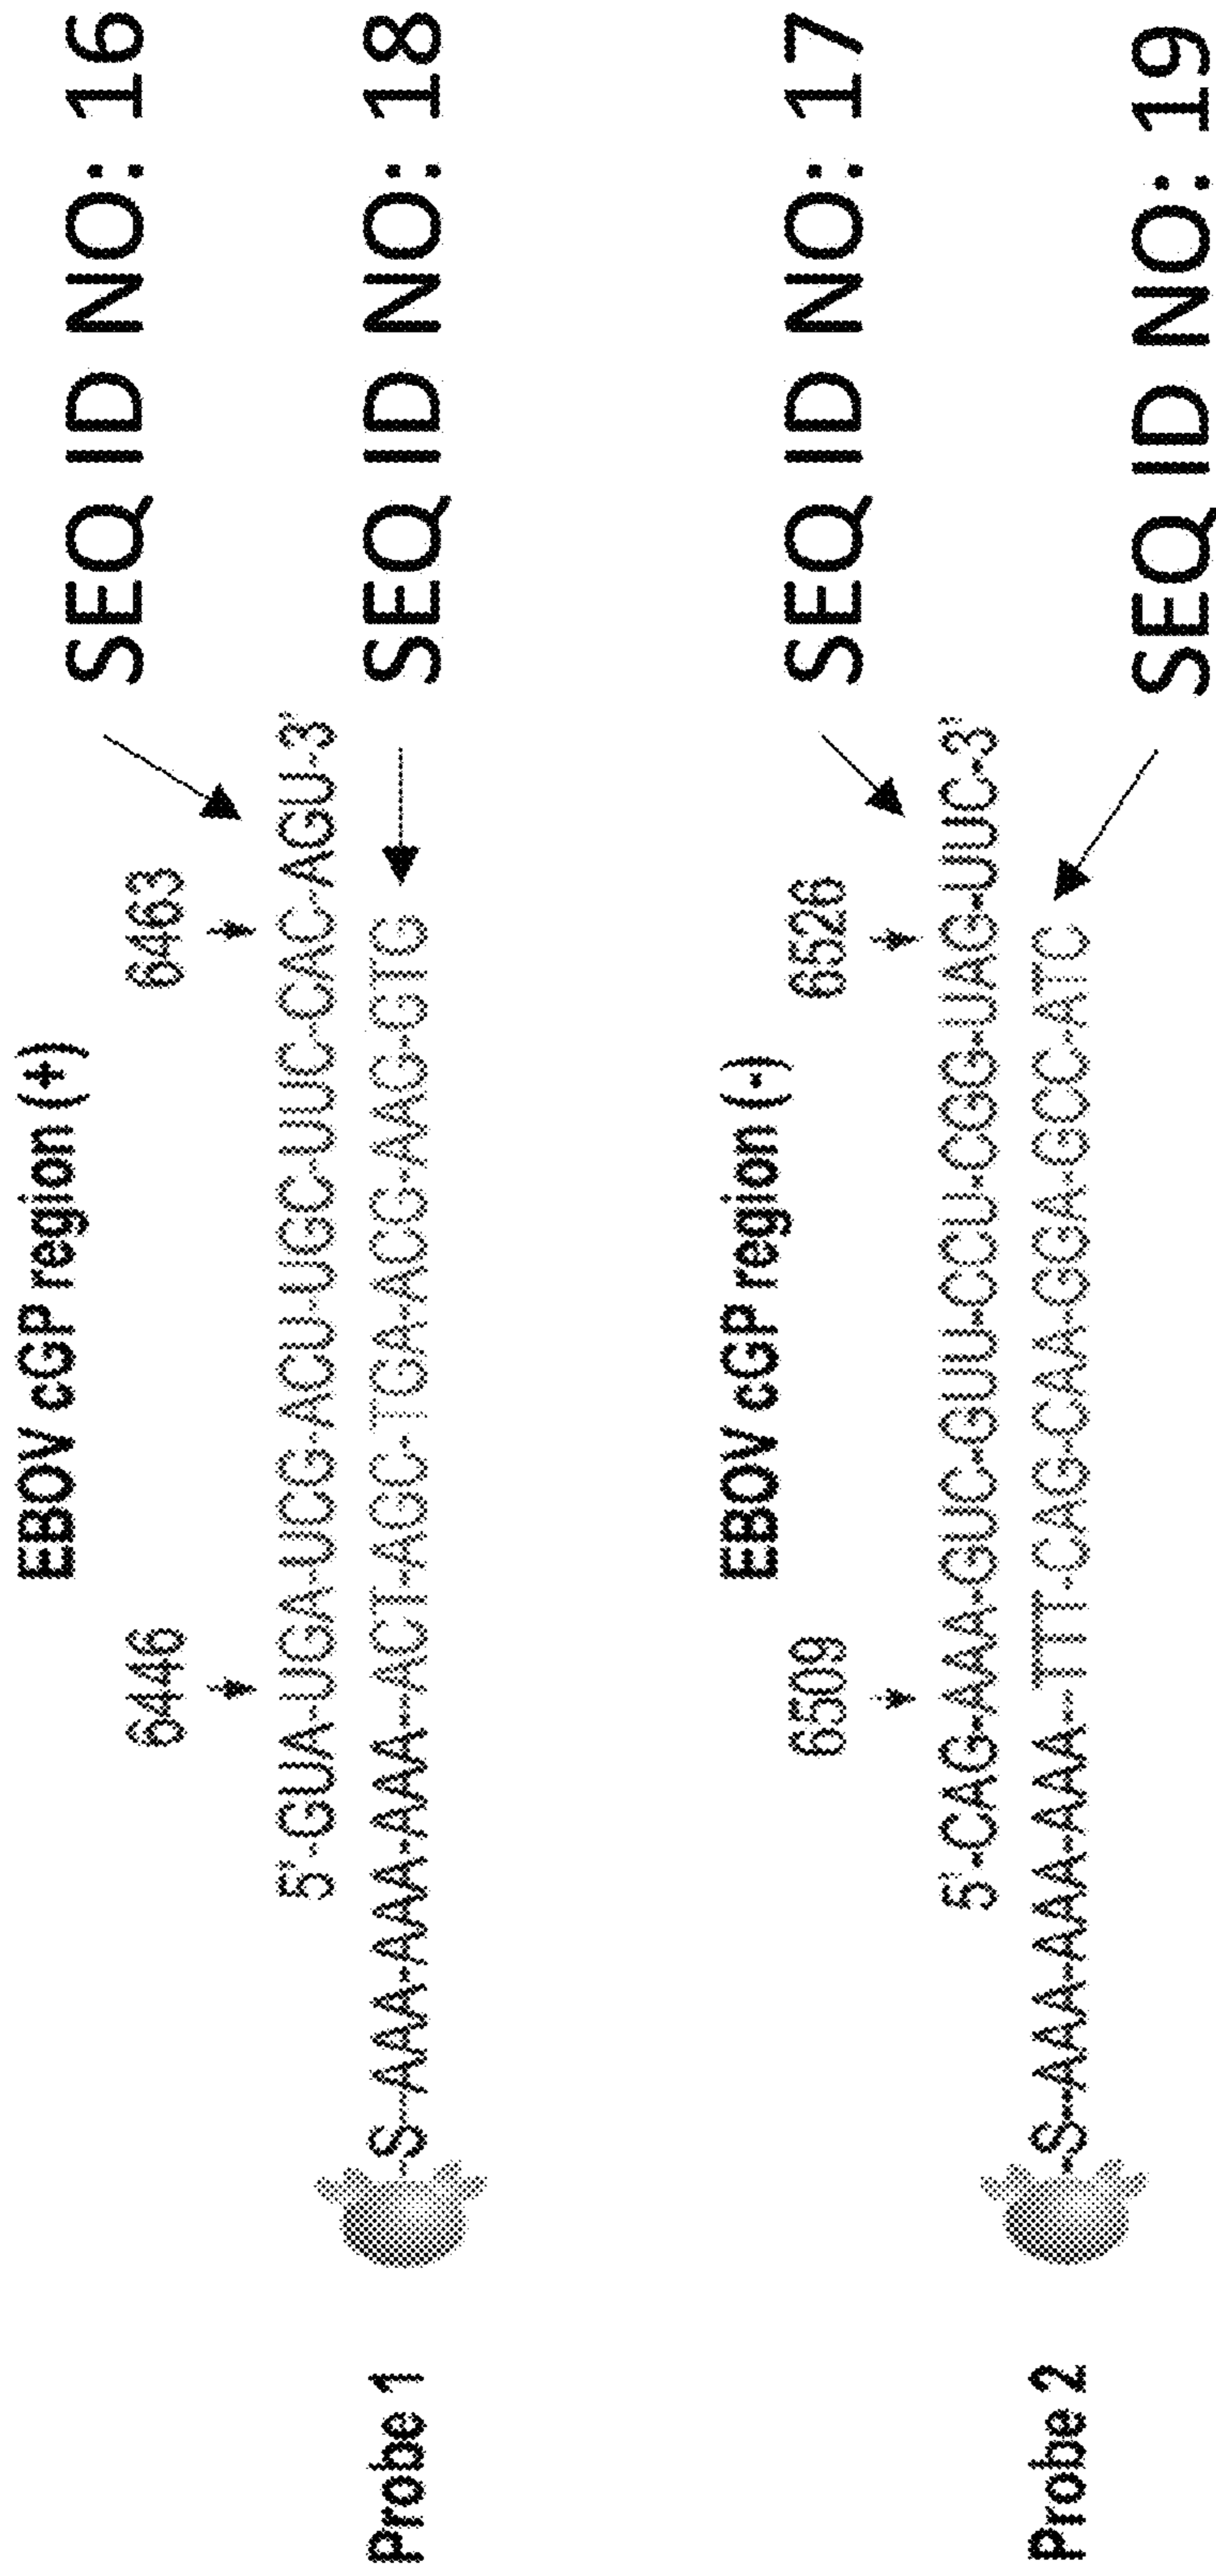 EBOV cGP region (+)
6446
6463
SEQ ID NO: 16
5'-GUA-UGA-UCG-ACU-UGC-UUC-CAC-AGU-3'
SEQ ID NO: 18
Probe 1
S-AAA-AAA-AAA-ACT-AGC-TGA-ACG-AAG-GTG
EBOV cGP region (-)
6509
6526
SEQ ID NO: 17
5'-CAG-AAA-GUC-GUU-CCU-CGG-UAG-UUC-3'
Probe 2
S-AAA-AAA-AAA-TTT-CAG-CAA-GGA-GCC-ATC
SEQ ID NO: 19